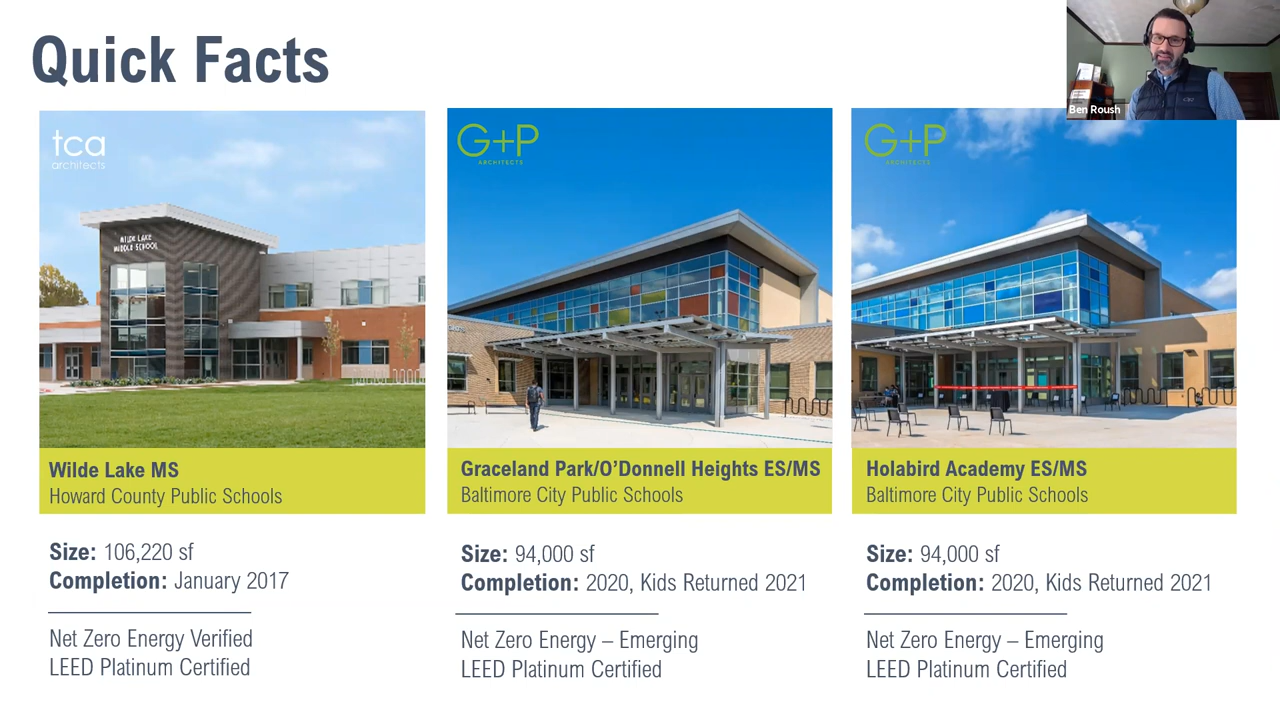 Quick Facts
Ben Roush
tca
architects
WILDE LAKE
MIDDLE SCHOOL
Wilde Lake MS
Howard County Public Schools
Size: 106,220 sf
Completion: January 2017
Net Zero Energy Verified
LEED Platinum Certified
G+P
ARCHITECTS
Graceland Park/O’Donnell Heights ES/MS
Baltimore City Public Schools
Size: 94,000 sf
Completion: 2020, Kids Returned 2021
Net Zero Energy – Emerging
LEED Platinum Certified
G+P
ARCHITECTS
Holabird Academy ES/MS
Baltimore City Public Schools
Size: 94,000 sf
Completion: 2020, Kids Returned 2021
Net Zero Energy – Emerging
LEED Platinum Certified